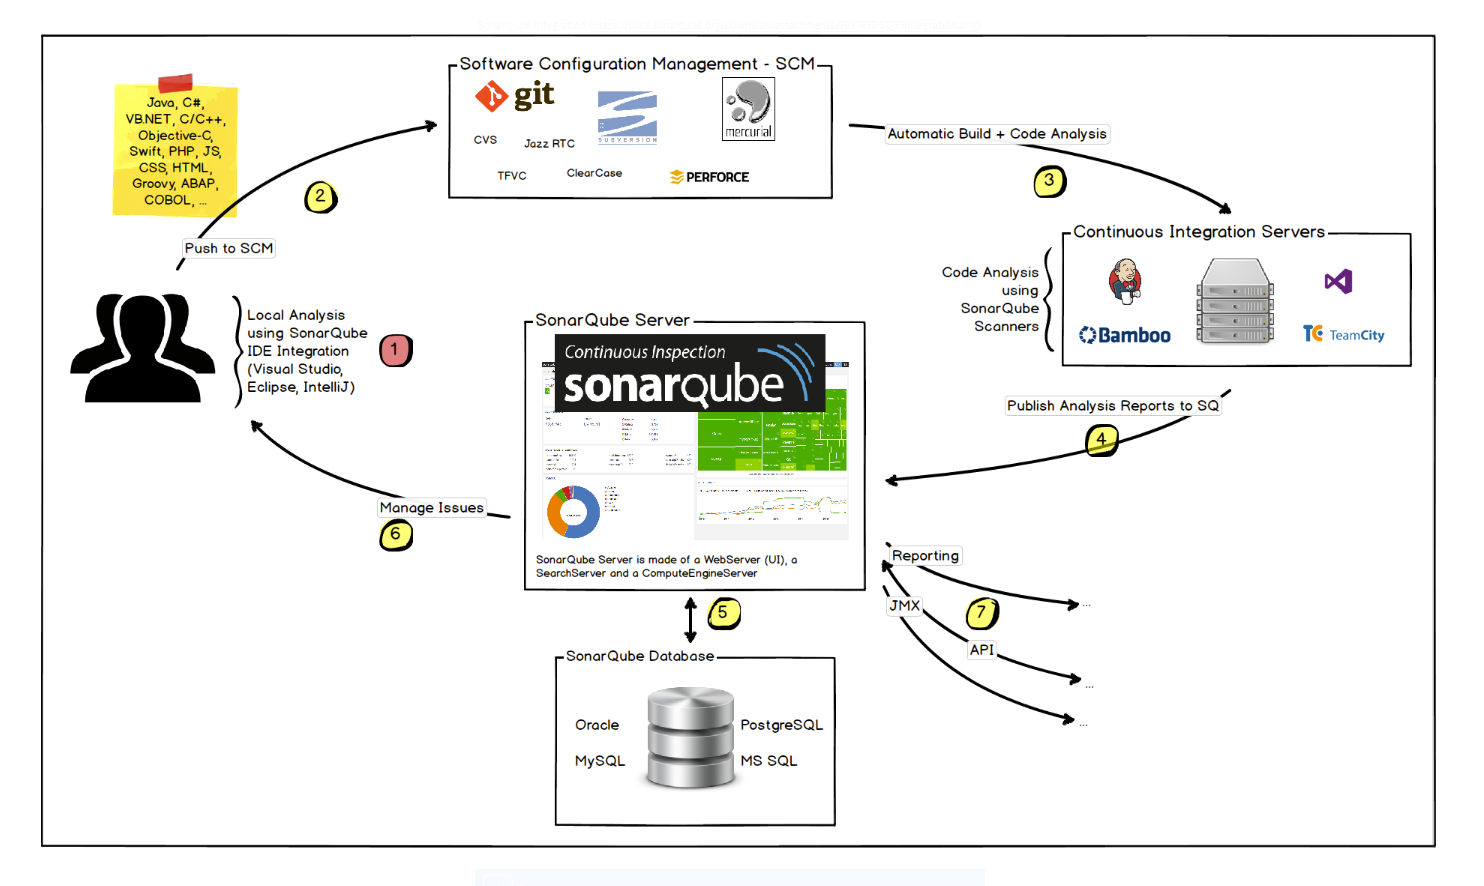 Software Configuration Management - SCM
git
SUBVERSION
mercurial
CVS
Jazz RTC
TFVC
ClearCase
PERFORCE
Java, C#,
VB.NET, C/C++,
Objective-C,
Swift, PHP, JS,
CSS, HTML,
Groovy, ABAP,
COBOL, ...
2
Push to SCM
Automatic Build + Code Analysis
3
Continuous Integration Servers
Code Analysis
using
SonarQube
Scanners
Bamboo
TC TeamCity
Local Analysis
using SonarQube
IDE Integration
(Visual Studio,
Eclipse, IntelliJ)
1
SonarQube Server
Continuous Inspection
sonarqube
SonarQube Server is made of a WebServer (UI), a
SearchServer and a ComputeEngineServer
Publish Analysis Reports to SQ
4
Manage Issues
6
5
Reporting
...
JMX
7
API
...
...
SonarQube Database
Oracle
PostgreSQL
MySQL
MS SQL